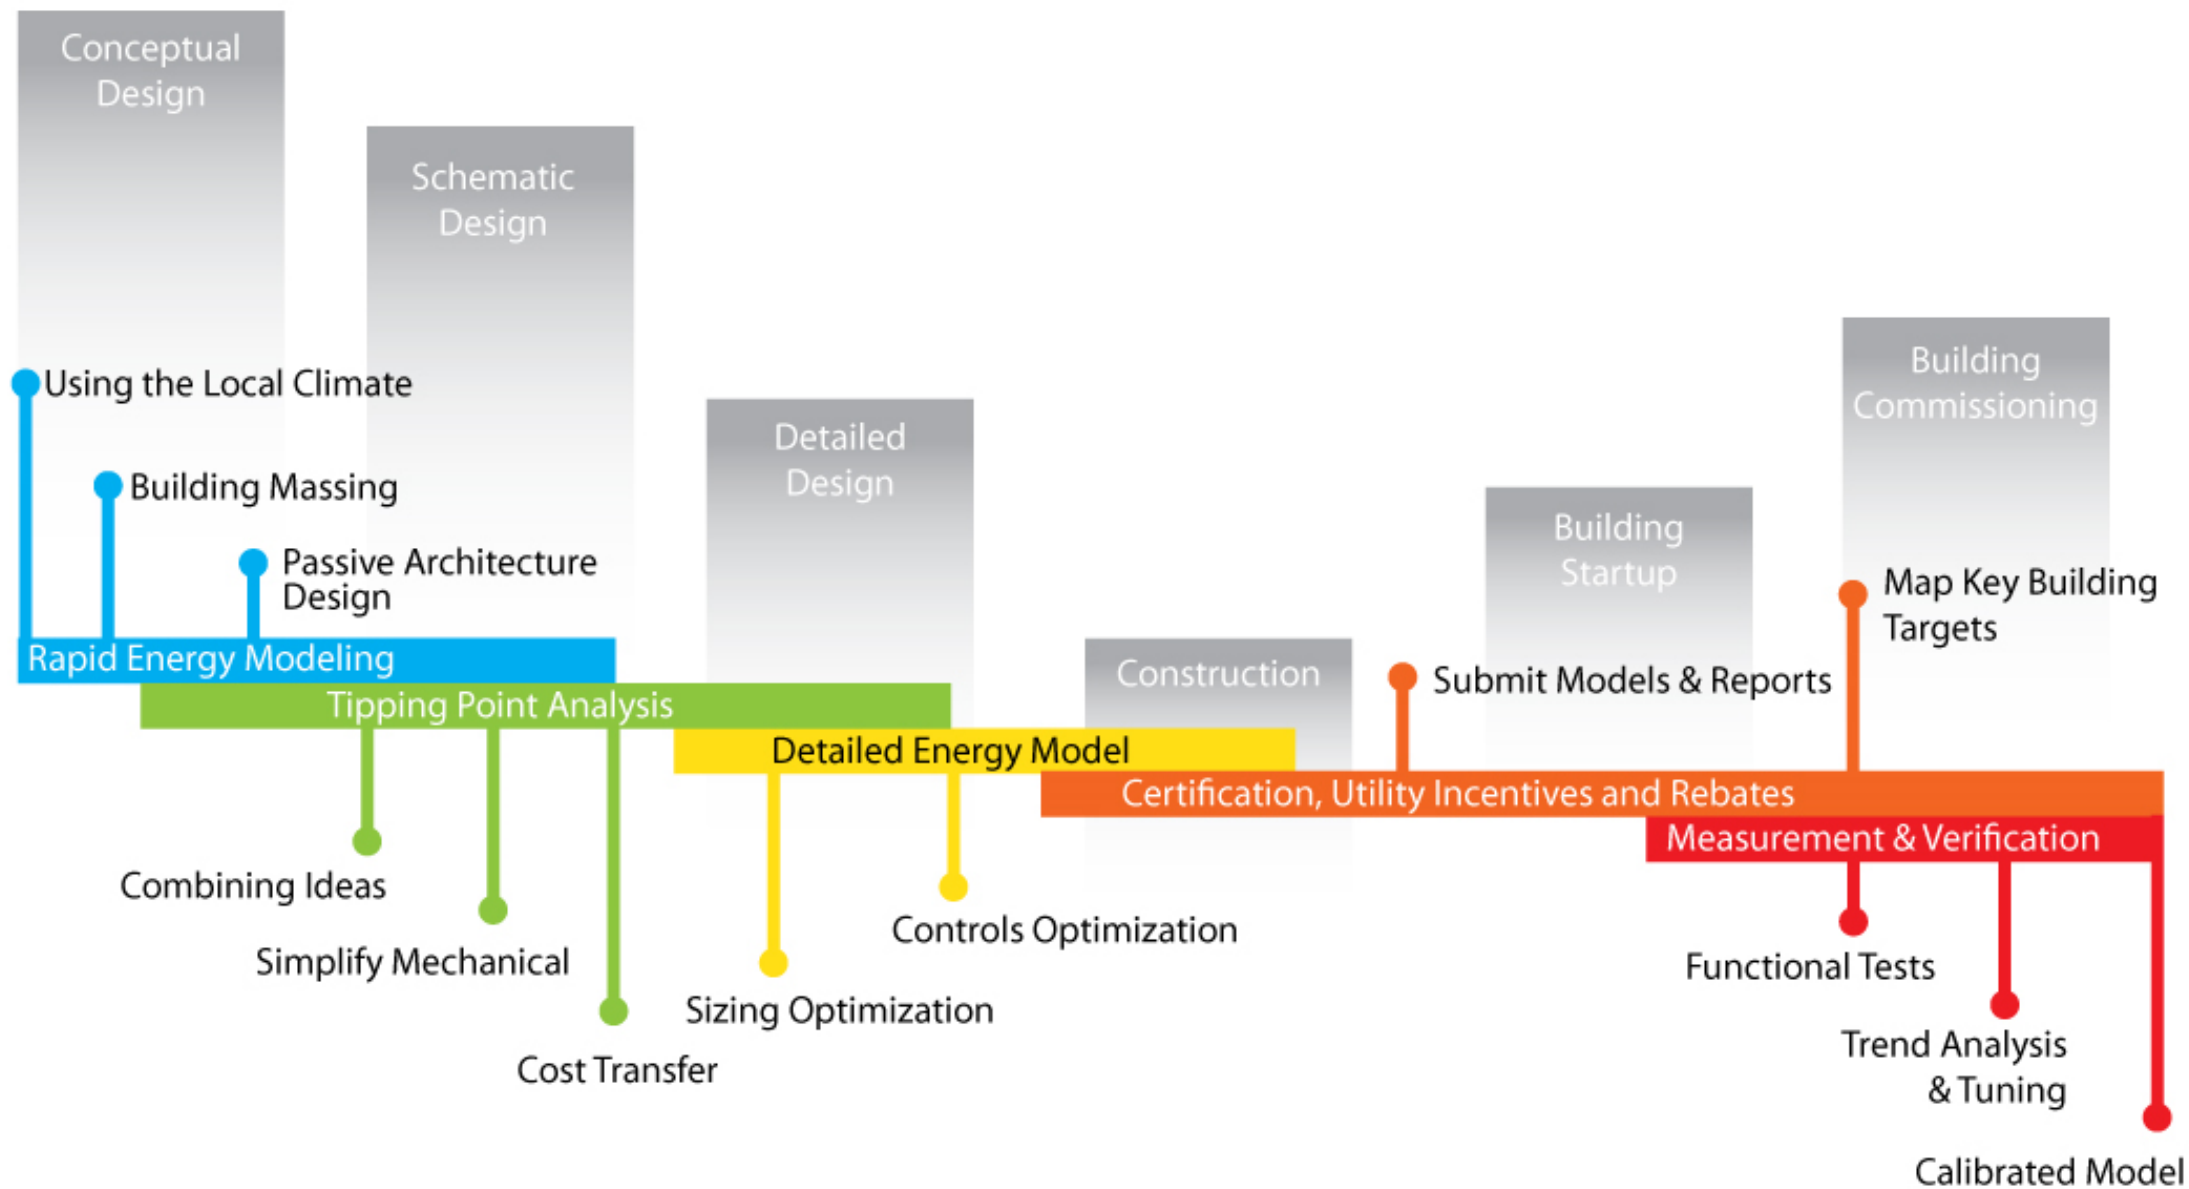 Conceptual
Design
Schematic
Design
Detailed
Design
Construction
Building
Startup
Building
Commissioning
Using the Local Climate
Building Massing
Passive Architecture
Design
Rapid Energy Modeling
Tipping Point Analysis
Combining Ideas
Simplify Mechanical
Cost Transfer
Detailed Energy Model
Sizing Optimization
Controls Optimization
Submit Models & Reports
Map Key Building
Targets
Certification, Utility Incentives and Rebates
Measurement & Verification
Functional Tests
Trend Analysis
& Tuning
Calibrated Model